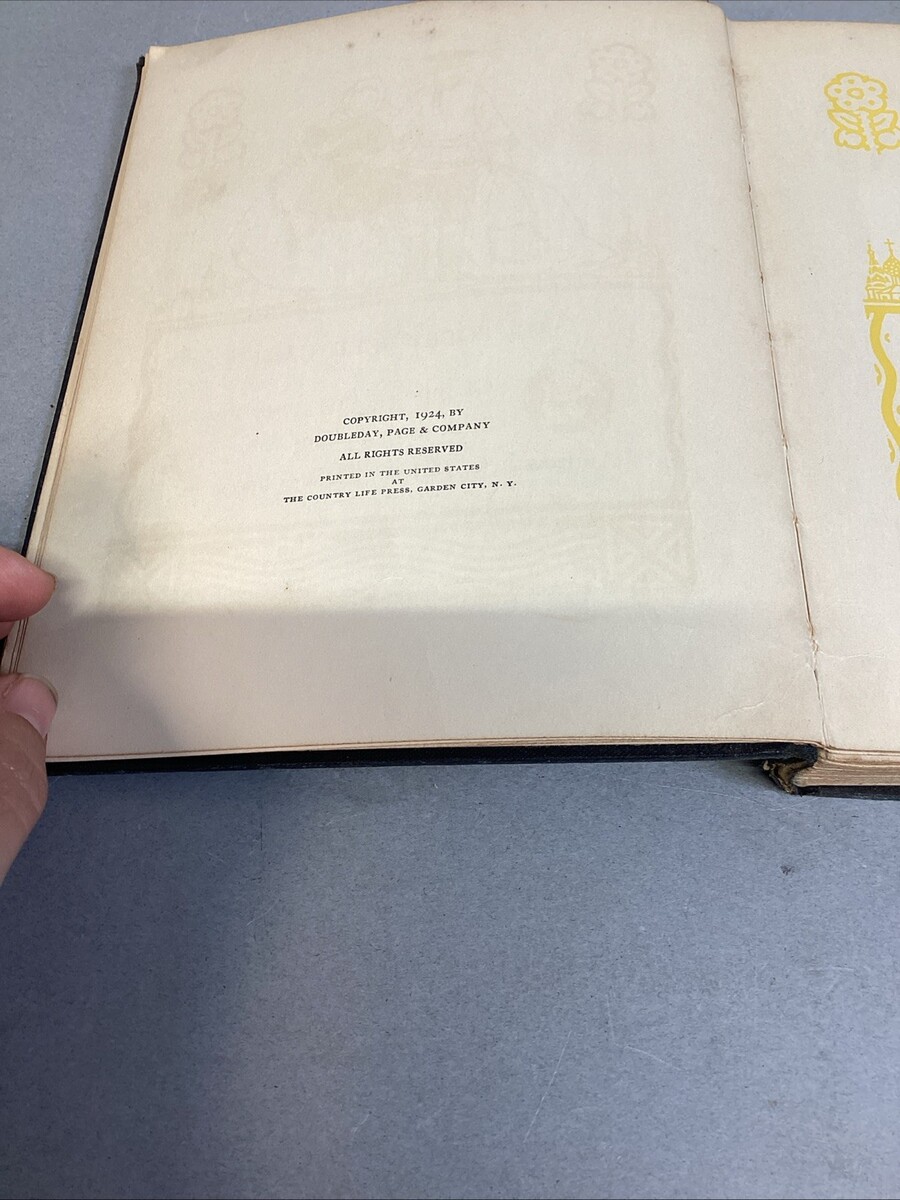 COPYRIGHT, 1924, BY
DOUBLEDAY, PAGE & COMPANY
ALL RIGHTS RESERVED
PRINTED IN THE UNITED STATES
AT
THE COUNTRY LIFE PRESS, GARDEN CITY, N. Y.